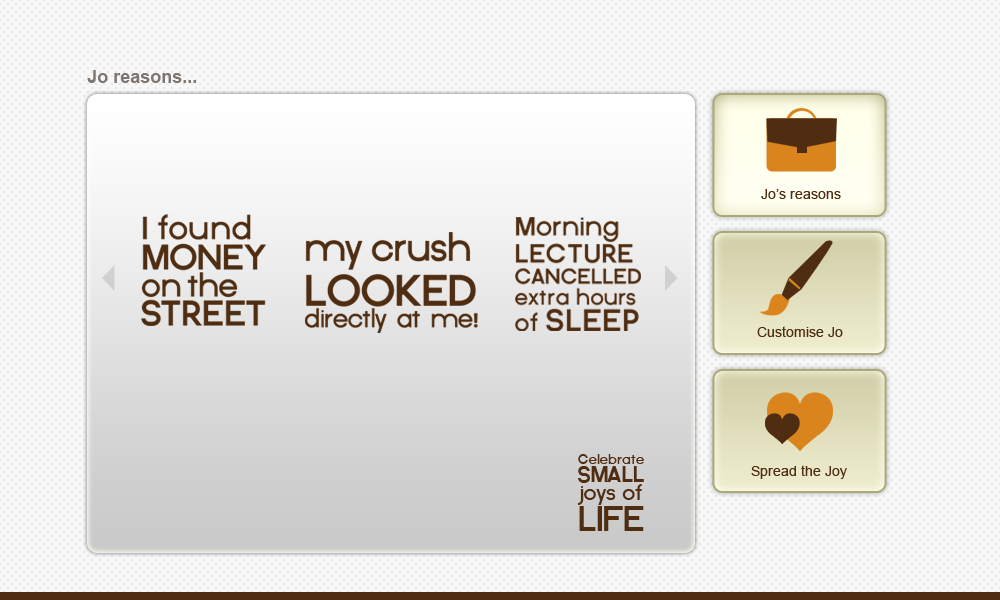 Jo reasons...
I found
MONEY
on the
STREET
my crush
LOOKED
directly at me!
Morning
LECTURE
CANCELLED
extra hours
of SLEEP
Celebrate
SMALL
joys of
LIFE
Jo's reasons
Customise Jo
Spread the Joy